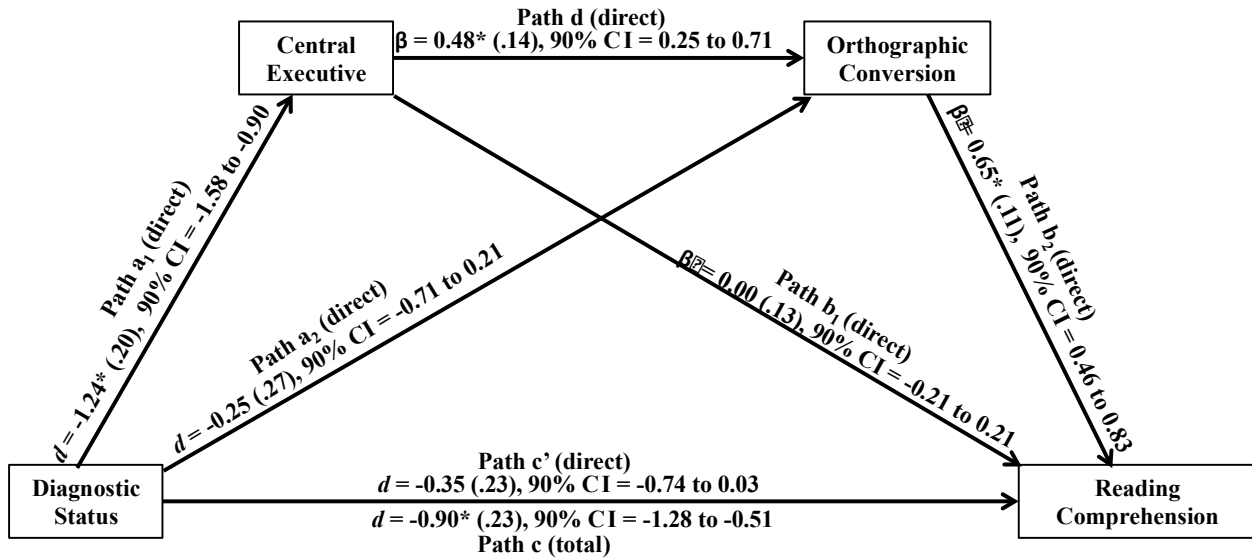 Path d (direct)
β = 0.48* (.14), 90% CI = 0.25 to 0.71
Central
Executive
Orthographic
Conversion
Path a₁ (direct)
d = -1.24* (.20), 90% CI = -1.58 to -0.90
Path a₂ (direct)
d = -0.25 (.27), 90% CI = -0.71 to 0.21
Path b₁ (direct)
β = 0.00 (.13), 90% CI = -0.21 to 0.21
Path b₂ (direct)
β = 0.65* (.11), 90% CI = 0.46 to 0.83
Diagnostic
Status
Path c’ (direct)
d = -0.35 (.23), 90% CI = -0.74 to 0.03
d = -0.90* (.23), 90% CI = -1.28 to -0.51
Path c (total)
Reading
Comprehension